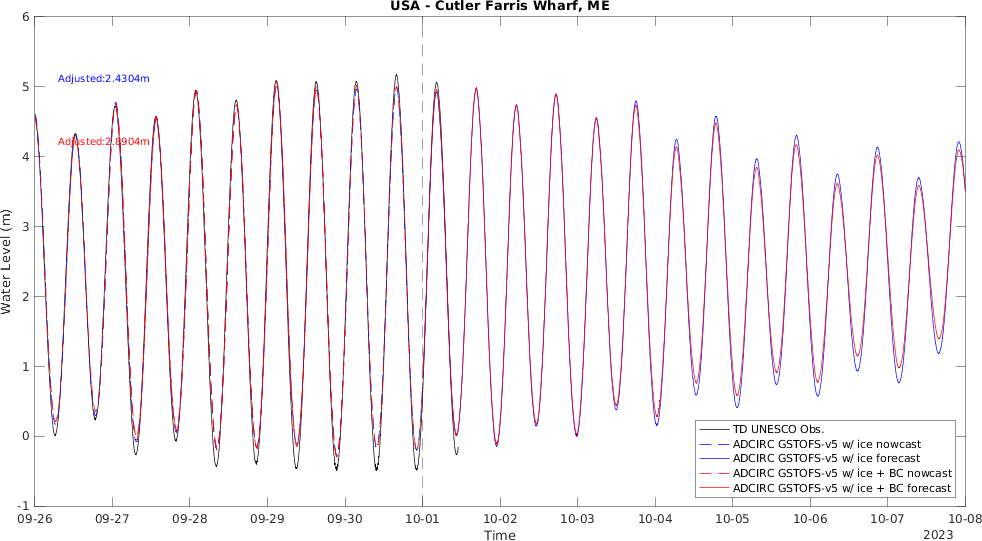 USA - Cutler Farris Wharf, ME
6
5
4
3
2
1
0
-1
Water Level (m)
Adjusted:2.4304m
Adjusted:2.8904m
TD UNESCO Obs.
ADCIRC GSTOFS-v5 w/ ice nowcast
ADCIRC GSTOFS-v5 w/ ice forecast
ADCIRC GSTOFS-v5 w/ ice + BC nowcast
ADCIRC GSTOFS-v5 w/ ice + BC forecast
09-26 09-27 09-28 09-29 09-30 10-01 10-02 10-03 10-04 10-05 10-06 10-07 10-08
Time
2023